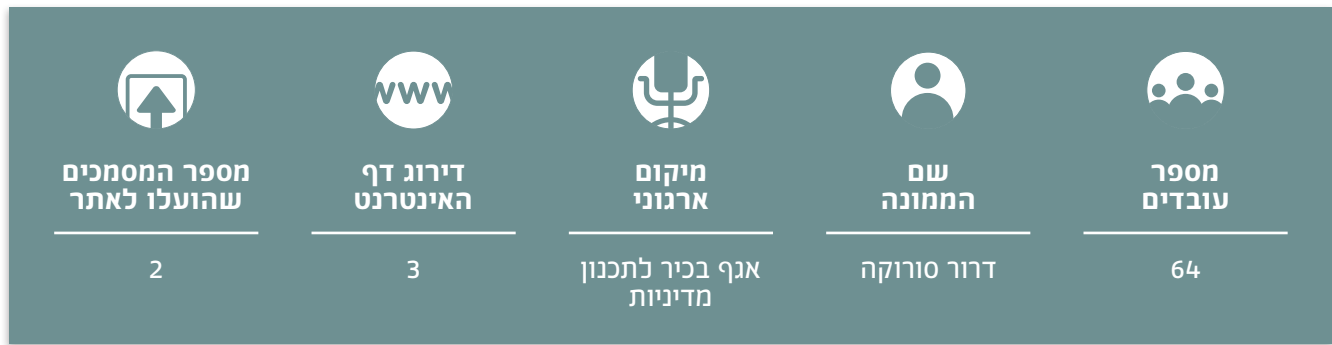 מספר
עובדים
64
שם
הממונה
דרור סורוקה
מיקום
ארגוני
אגף בכיר לתכנון
מדיניות
www
דירוג דף
האינטרנט
3
מספר המסמכים
שהועלו לאתר
2